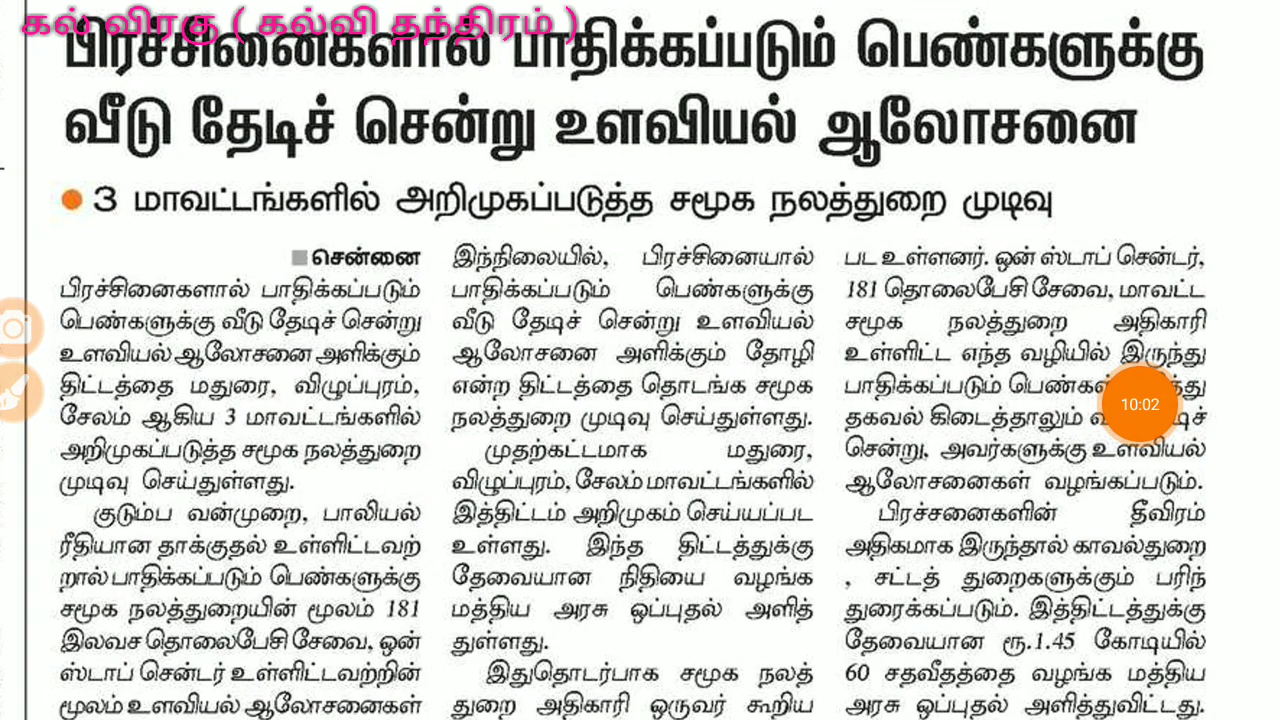 கல் விரகு ( கல்வி தந்திரம் )
பிரச்சினைகளால் பாதிக்கப்படும் பெண்களுக்கு
வீடு தேடிச் சென்று உளவியல் ஆலோசனை
3 மாவட்டங்களில் அறிமுகப்படுத்த சமூக நலத்துறை முடிவு
சென்னை
பிரச்சினைகளால் பாதிக்கப்படும்
பெண்களுக்கு வீடு தேடிச் சென்று
உளவியல் ஆலோசனை அளிக்கும்
திட்டத்தை மதுரை, விழுப்புரம்,
சேலம் ஆகிய 3 மாவட்டங்களில்
அறிமுகப்படுத்த சமூக நலத்துறை
முடிவு செய்துள்ளது.
குடும்ப வன்முறை, பாலியல்
ரீதியான தாக்குதல் உள்ளிட்டவற்
றால் பாதிக்கப்படும் பெண்களுக்கு
சமூக நலத்துறையின் மூலம் 181
இலவச தொலைபேசி சேவை, ஒன்
ஸ்டாப் சென்டர் உள்ளிட்டவற்றின்
மூலம் உளவியல் ஆலோசனைகள்
இந்நிலையில், பிரச்சினையால்
பாதிக்கப்படும் பெண்களுக்கு
வீடு தேடிச் சென்று உளவியல்
ஆலோசனை அளிக்கும் தோழி
என்ற திட்டத்தை தொடங்க சமூக
நலத்துறை முடிவு செய்துள்ளது.
முதற்கட்டமாக மதுரை,
விழுப்புரம், சேலம் மாவட்டங்களில்
இத்திட்டம் அறிமுகம் செய்யப்பட
உள்ளது. இந்த திட்டத்துக்கு
தேவையான நிதியை வழங்க
மத்திய அரசு ஒப்புதல் அளித்
துள்ளது.
இதுதொடர்பாக சமூக நலத்
துறை அதிகாரி ஒருவர் கூறிய
பட உள்ளனர். ஒன் ஸ்டாப் சென்டர்,
181 தொலைபேசி சேவை, மாவட்ட
சமூக நலத்துறை அதிகாரி
உள்ளிட்ட எந்த வழியில் இருந்து
பாதிக்கப்படும்
தகவல் கிடைத்தாலும்
சென்று, அவர்களுக்கு உளவியல்
ஆலோசனைகள் வழங்கப்படும்.
பிரச்சனைகளின் தீவிரம்
அதிகமாக இருந்தால் காவல்துறை
, சட்டத் துறைகளுக்கும் பரிந்
துரைக்கப்படும். இத்திட்டத்துக்கு
தேவையான ரூ.1.45 கோடியில்
60 சதவீதத்தை வழங்க மத்திய
அரசு ஒப்புதல் அளித்துவிட்டது.
10:02